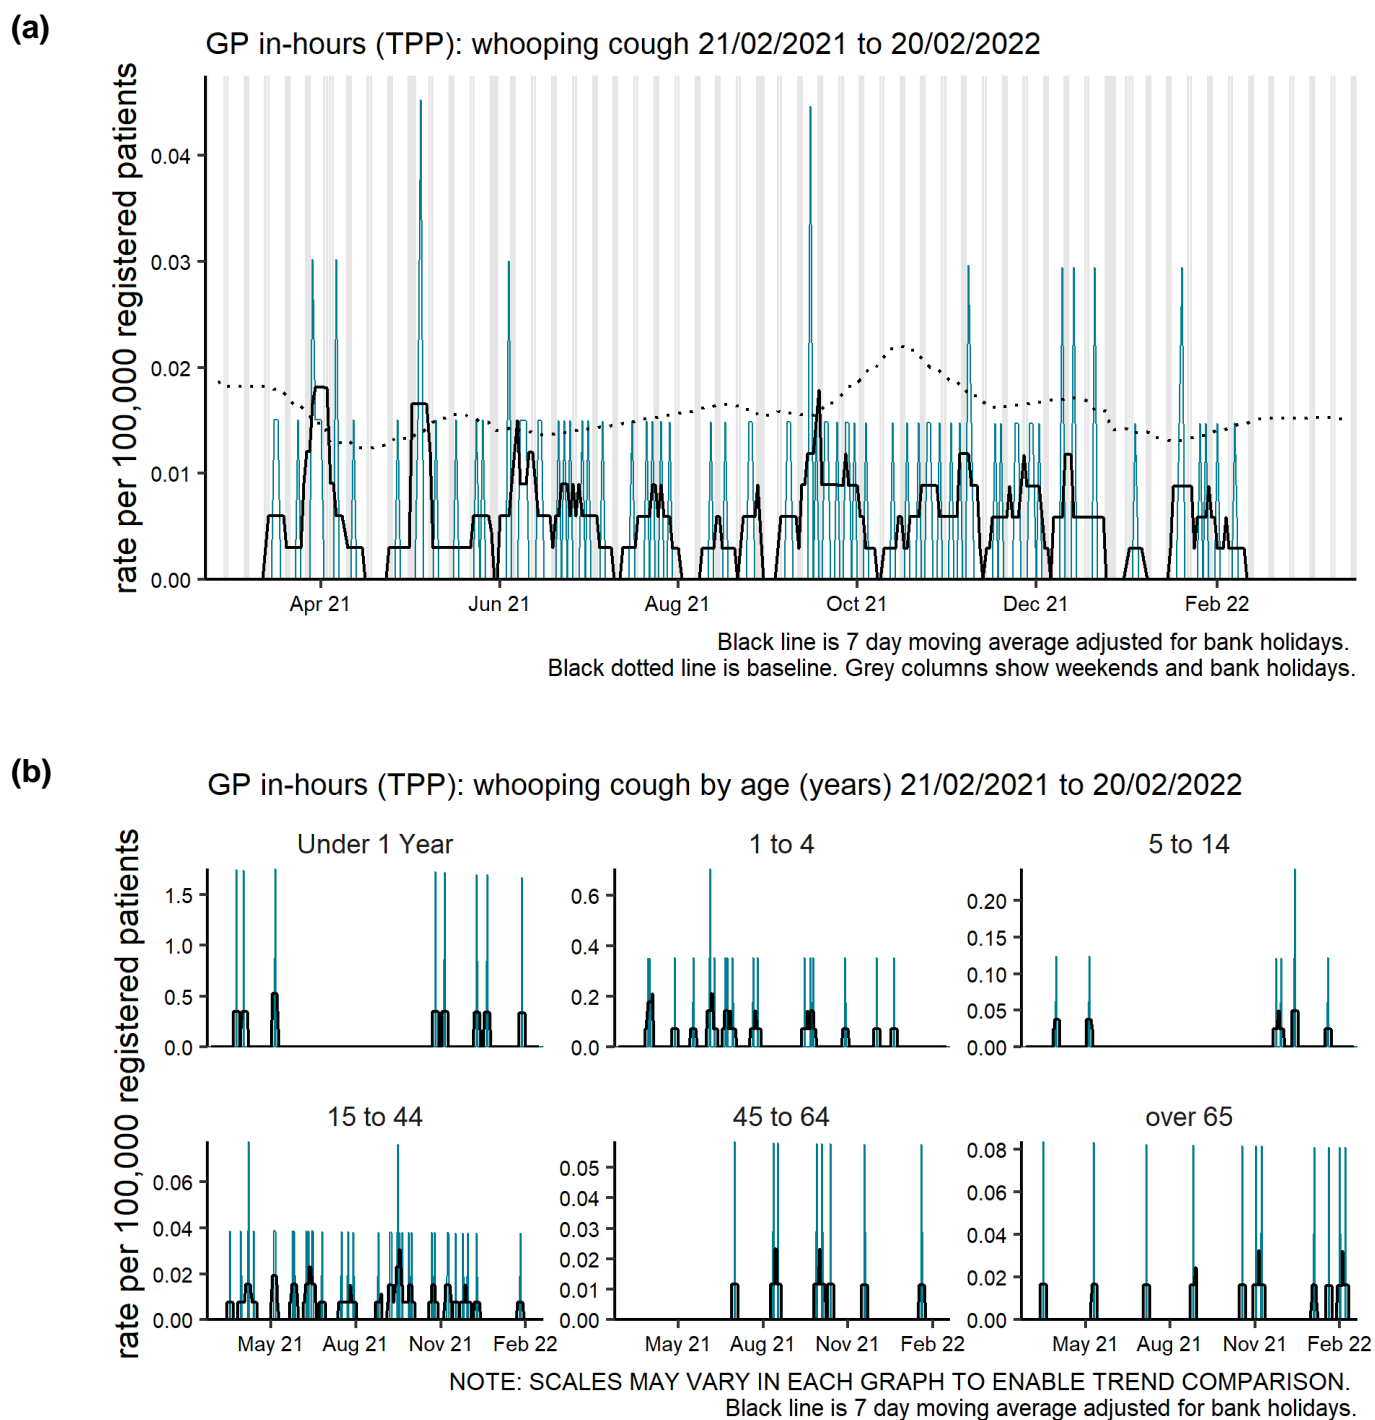 (a)
GP in-hours (TPP): whooping cough 21/02/2021 to 20/02/2022
rate per 100,000 registered patients
0.04
0.03
0.02
0.01
0.00
Apr 21 Jun 21 Aug 21 Oct 21 Dec 21 Feb 22
Black line is 7 day moving average adjusted for bank holidays.
Black dotted line is baseline. Grey columns show weekends and bank holidays.
(b)
GP in-hours (TPP): whooping cough by age (years) 21/02/2021 to 20/02/2022
rate per 100,000 registered patients
Under 1 Year
1.5
1.0
0.5
0.0
1 to 4
0.6
0.4
0.2
0.0
5 to 14
0.20
0.15
0.10
0.05
0.00
15 to 44
0.06
0.04
0.02
0.00
May 21 Aug 21 Nov 21 Feb 22
45 to 64
0.05
0.04
0.03
0.02
0.01
0.00
May 21 Aug 21 Nov 21 Feb 22
over 65
0.08
0.06
0.04
0.02
0.00
May 21 Aug 21 Nov 21 Feb 22
NOTE: SCALES MAY VARY IN EACH GRAPH TO ENABLE TREND COMPARISON.
Black line is 7 day moving average adjusted for bank holidays.